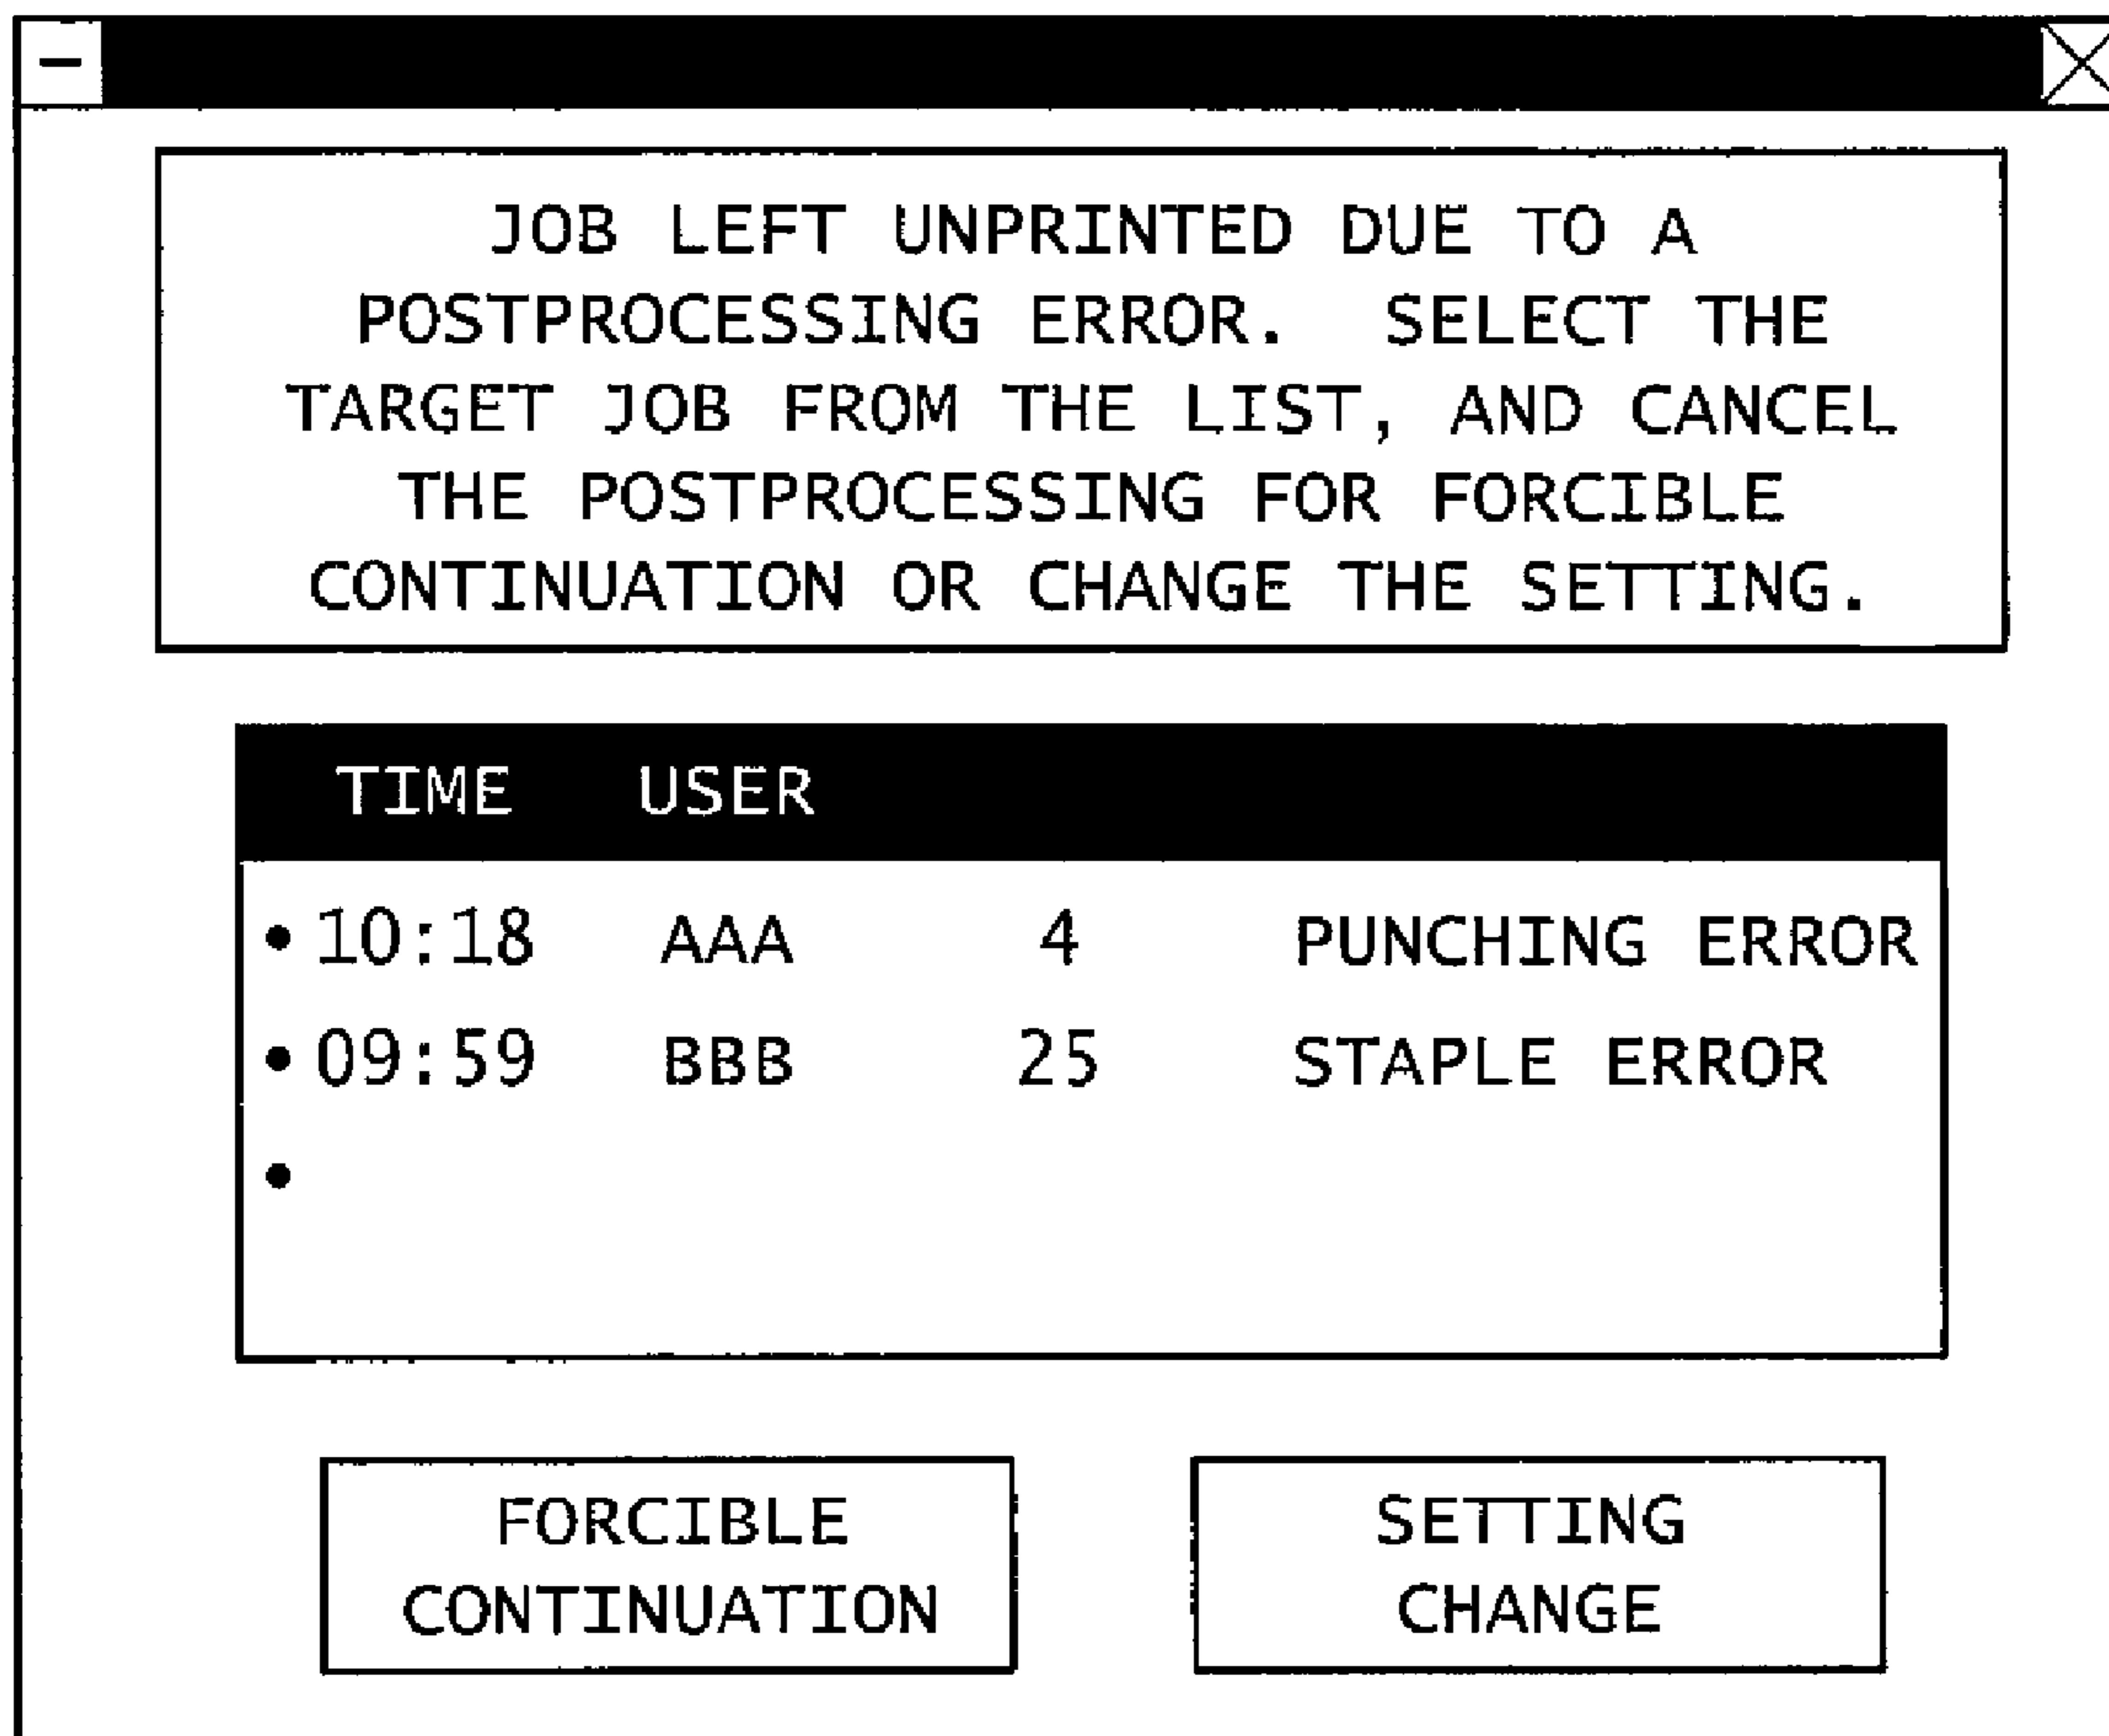 JOB LEFT UNPRINTED DUE TO A
POSTPROCESSING ERROR. SELECT THE
TARGET JOB FROM THE LIST, AND CANCEL
THE POSTPROCESSING FOR FORCIBLE
CONTINUATION OR CHANGE THE SETTING.
TIME USER
• 10:18 AAA 4 PUNCHING ERROR
• 09:59 BBB 25 STAPLE ERROR
•
FORCIBLE
CONTINUATION
SETTING
CHANGE